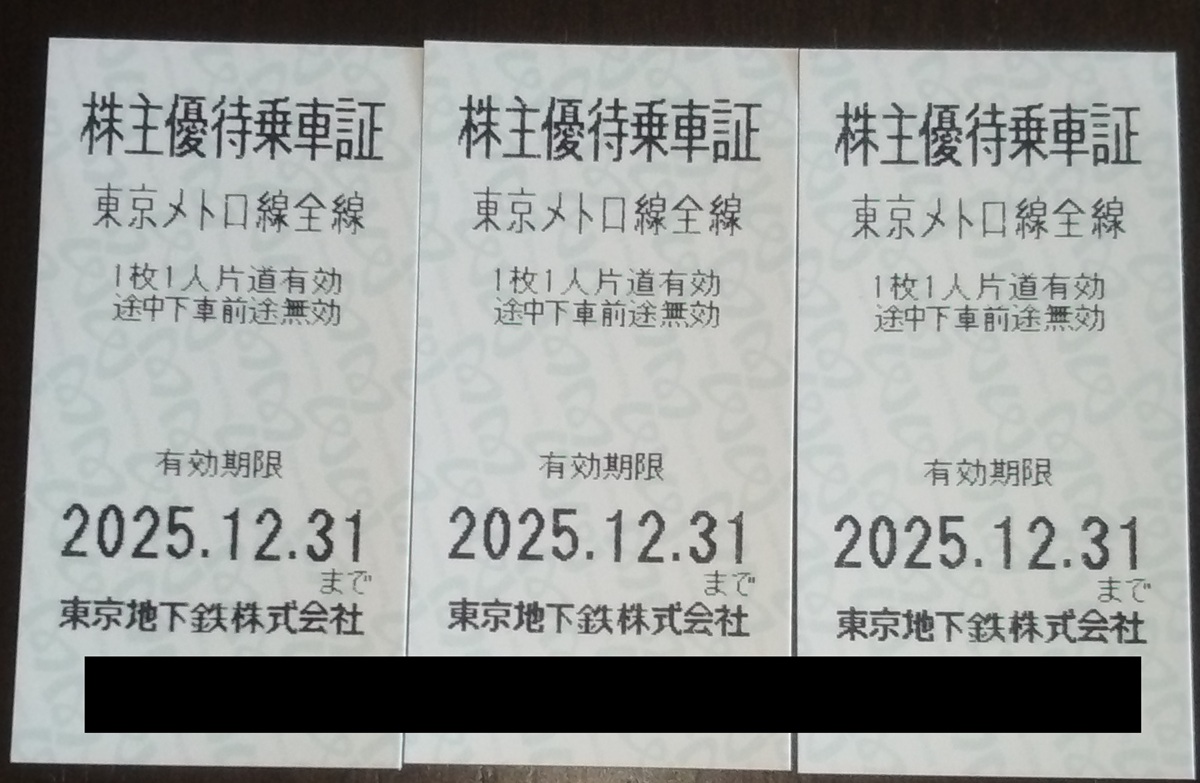 株主優待乗車証
東京メトロ線全線
1枚1人片道有効
途中下車前途無効
有効期限
2025.12.31
まで
東京地下鉄株式会社
株主優待乗車証
東京メトロ線全線
1枚1人片道有効
途中下車前途無効
有効期限
2025.12.31
まで
東京地下鉄株式会社
株主優待乗車証
東京メトロ線全線
1枚1人片道有効
途中下車前途無効
有効期限
2025.12.31
まで
東京地下鉄株式会社